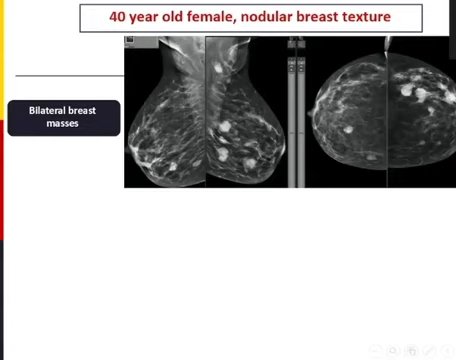 40 year old female, nodular breast texture
Bilateral breast
masses